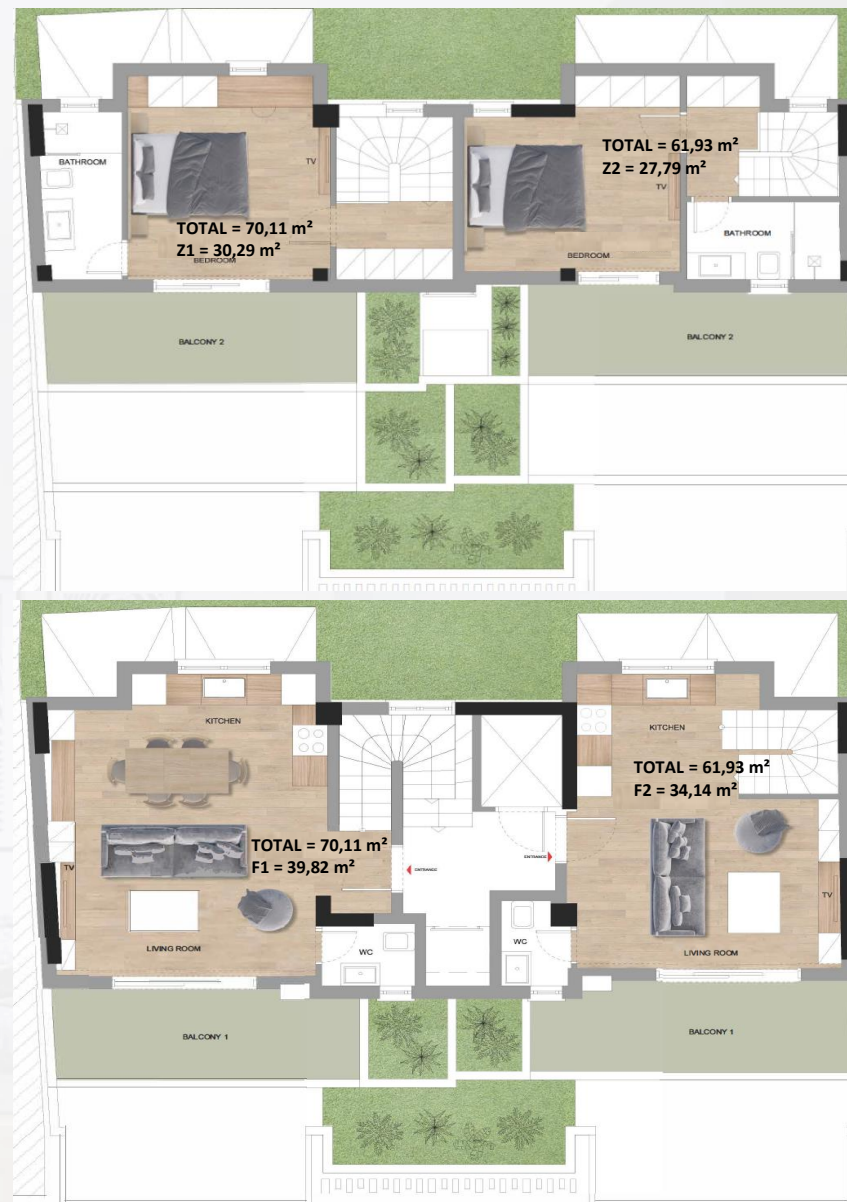 BATHROOM
TV
TOTAL = 70,11 m²
Z1 = 30,29 m²
BEDROOM
TOTAL = 61,93 m²
Z2 = 27,79 m²
TV
BATHROOM
BEDROOM
BALCONY 2
BALCONY 2
KITCHEN
TOTAL = 70,11 m²
F1 = 39,82 m²
TV
LIVING ROOM
WC
ENTRANCE
ENTRANCE
WC
KITCHEN
TOTAL = 61,93 m²
F2 = 34,14 m²
TV
LIVING ROOM
BALCONY 1
BALCONY 1